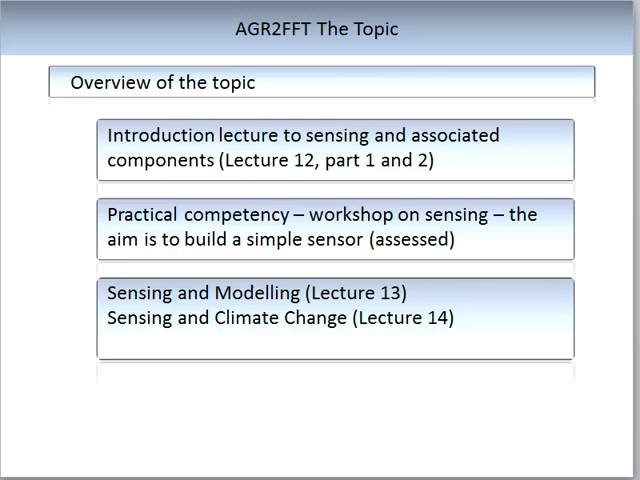 AGR2FFT The Topic
Overview of the topic
Introduction lecture to sensing and associated
components (Lecture 12, part 1 and 2)
Practical competency – workshop on sensing – the
aim is to build a simple sensor (assessed)
Sensing and Modelling (Lecture 13)
Sensing and Climate Change (Lecture 14)